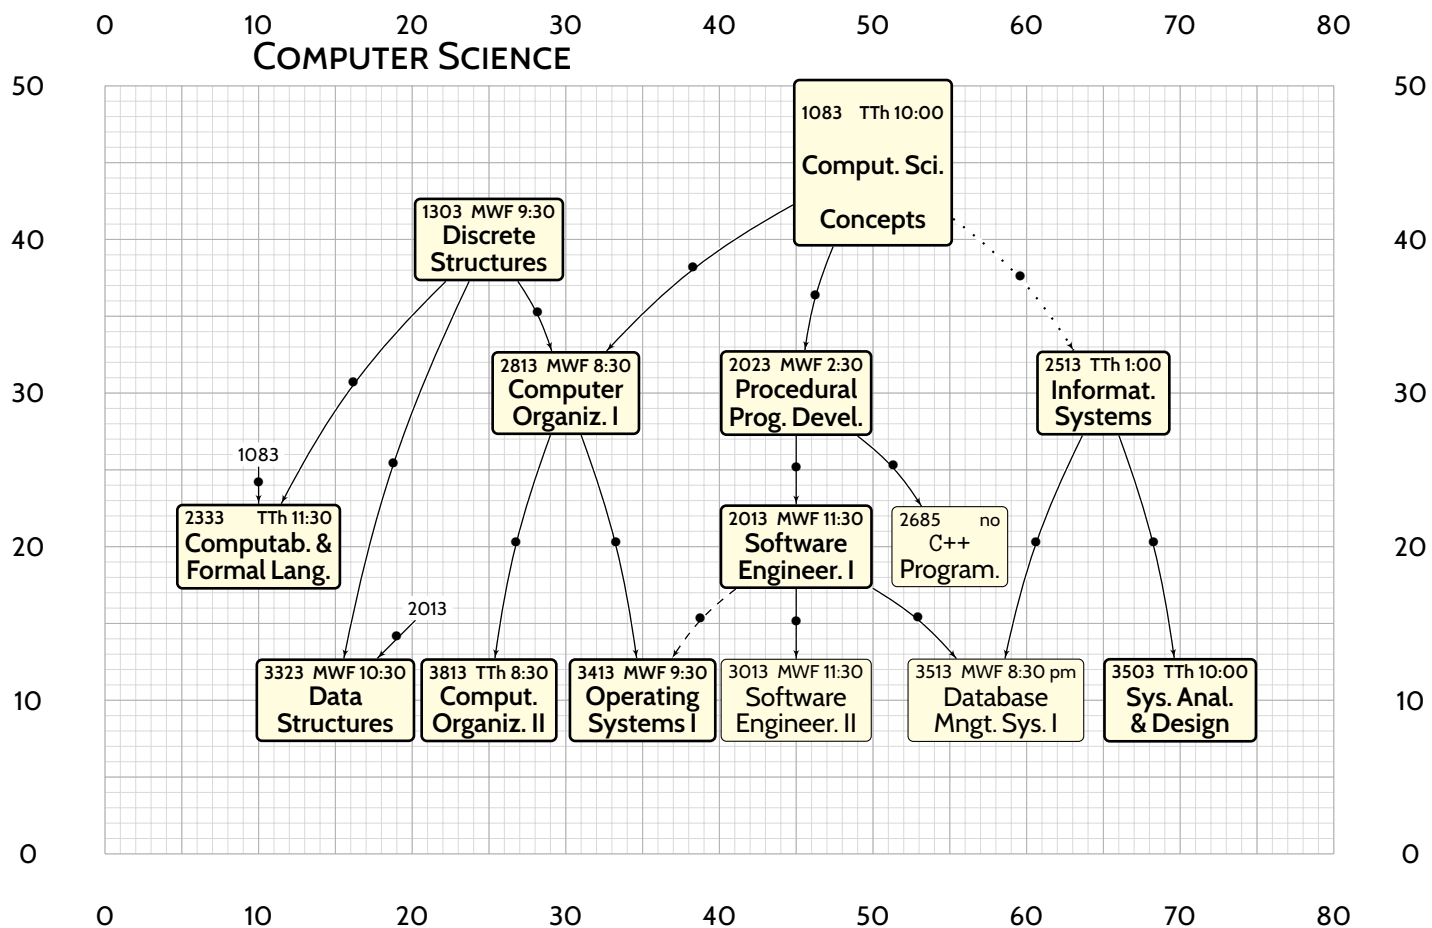 0 10 20 30 40 50 60 70 80
COMPUTER SCIENCE
50 50
1083 TTh 10:00
Comput. Sci.
Concepts
1303 MWF 9:30
Discrete
Structures
40 40
2813 MWF 8:30
Computer
Organiz. I
2023 MWF 2:30
Procedural
Prog. Devel.
2513 TTh 1:00
Informat.
Systems
30 30
1083
2333 TTh 11:30
Computab. &
Formal Lang.
2013 MWF 11:30
Software
Engineer. I
2685 no
C++
Program.
20 20
2013
3323 MWF 10:30
Data
Structures
3813 TTh 8:30
Comput.
Organiz. II
3413 MWF 9:30
Operating
Systems I
3013 MWF 11:30
Software
Engineer. II
3513 MWF 8:30 pm
Database
Mngt. Sys. I
3503 TTh 10:00
Sys. Anal.
& Design
10 10
0 0
0 10 20 30 40 50 60 70 80